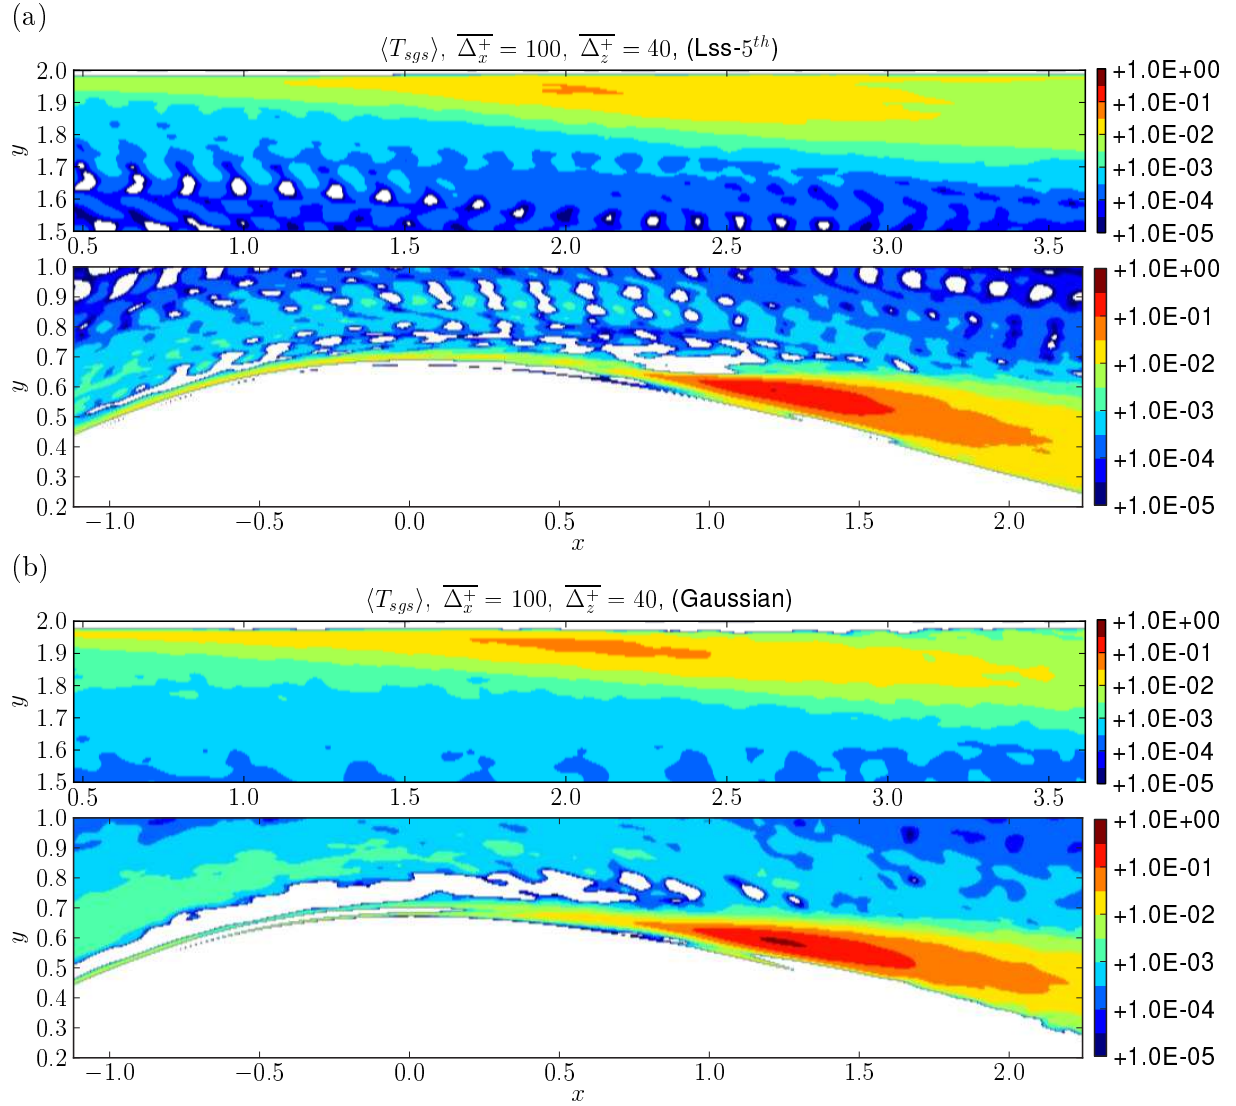 (a)
⟨T_sgs⟩, Δ_x^+ = 100, Δ_z^+ = 40, (Lss-5^th)
2.0
1.9
1.8
1.7
1.6
1.5
y
0.5 1.0 1.5 2.0 2.5 3.0 3.5
+1.0E+00
+1.0E-01
+1.0E-02
+1.0E-03
+1.0E-04
+1.0E-05
1.0
0.9
0.8
0.7
0.6
0.5
0.4
0.3
0.2
y
−1.0 −0.5 0.0 0.5 1.0 1.5 2.0
x
+1.0E+00
+1.0E-01
+1.0E-02
+1.0E-03
+1.0E-04
+1.0E-05
(b)
⟨T_sgs⟩, Δ_x^+ = 100, Δ_z^+ = 40, (Gaussian)
2.0
1.9
1.8
1.7
1.6
1.5
y
0.5 1.0 1.5 2.0 2.5 3.0 3.5
+1.0E+00
+1.0E-01
+1.0E-02
+1.0E-03
+1.0E-04
+1.0E-05
1.0
0.9
0.8
0.7
0.6
0.5
0.4
0.3
0.2
y
−1.0 −0.5 0.0 0.5 1.0 1.5 2.0
x
+1.0E+00
+1.0E-01
+1.0E-02
+1.0E-03
+1.0E-04
+1.0E-05